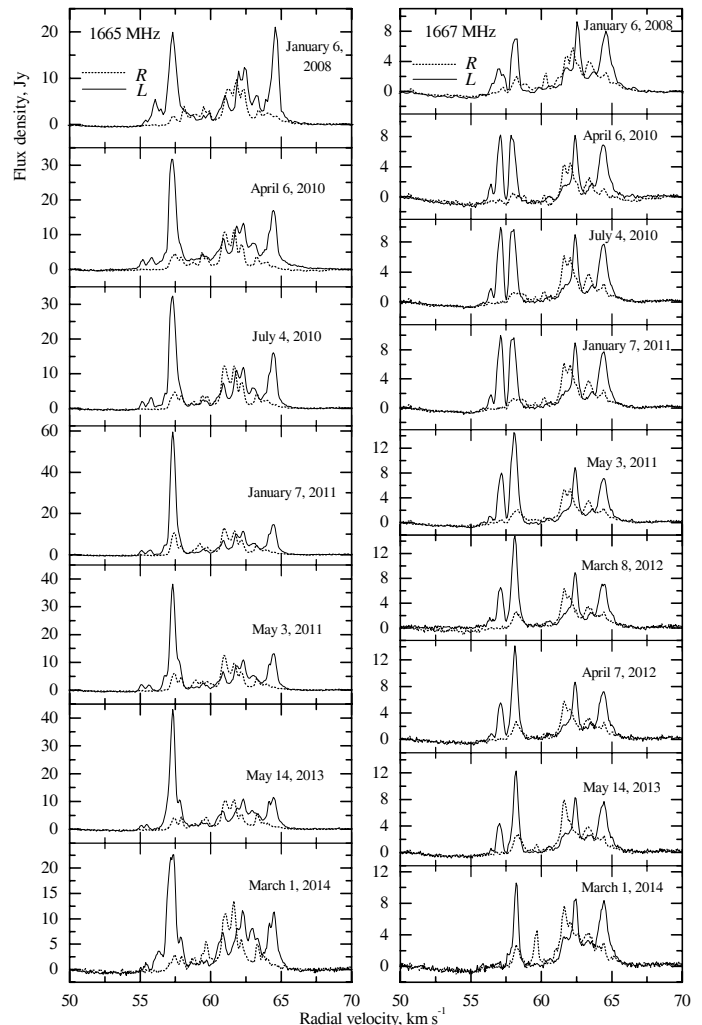 Flux density, Jy
1665 MHz
R
L
January 6,
2008
20
10
0
April 6, 2010
30
20
10
0
July 4, 2010
30
20
10
0
January 7, 2011
60
40
20
0
May 3, 2011
40
30
20
10
0
May 14, 2013
40
30
20
10
0
March 1, 2014
20
15
10
5
0
50 55 60 65 70
1667 MHz
R
L
January 6, 2008
8
4
0
April 6, 2010
8
4
0
July 4, 2010
8
4
0
January 7, 2011
8
4
0
May 3, 2011
12
8
4
0
March 8, 2012
12
8
4
0
April 7, 2012
12
8
4
0
May 14, 2013
12
8
4
0
March 1, 2014
12
8
4
0
50 55 60 65 70
Radial velocity, km s-1